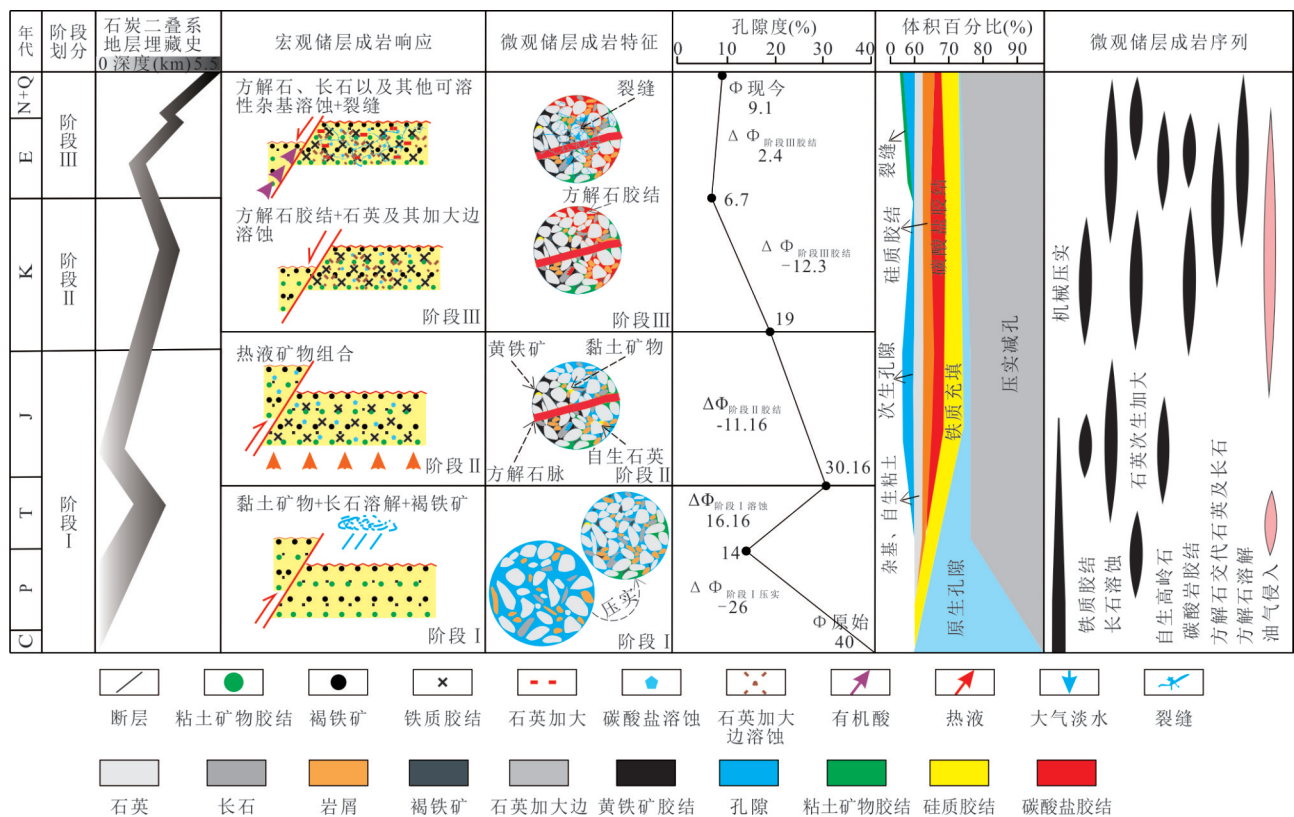 年代
阶段划分
石炭二叠系地层埋藏史
0 深度(km) 5.5
宏观储层成岩响应
微观储层成岩特征
孔隙度(%)
0 10 20 30 40
体积百分比(%)
0 60 70 80 90
微观储层成岩序列
N+Q
E
K
J
T
P
C
阶段Ⅲ
阶段Ⅱ
阶段Ⅰ
方解石、长石以及其他可溶
性杂基溶蚀+裂缝
方解石胶结+石英及其加大边
溶蚀
阶段Ⅲ
热液矿物组合
阶段Ⅱ
黏土矿物+长石溶解+褐铁矿
阶段Ⅰ
裂缝
方解石胶结
阶段Ⅲ
黄铁矿
黏土矿物
方解石脉
自生石英
阶段Ⅱ
压实
阶段Ⅰ
Φ现今
9.1
ΔΦ阶段Ⅲ胶结
2.4
6.7
ΔΦ阶段Ⅲ胶结
-12.3
19
ΔΦ阶段Ⅱ胶结
-11.16
30.16
ΔΦ阶段Ⅰ溶蚀
16.16
14
ΔΦ阶段Ⅰ压实
-26
Φ原始
40
裂缝
硅质胶结
次生孔隙
杂基、自生粘土
碳酸盐胶结
铁质充填
原生孔隙
压实减孔
机械压实
铁质胶结
长石溶蚀
石英次生加大
自生高岭石
碳酸岩胶结
方解石交代石英及长石
方解石溶解
油气侵入
断层
粘土矿物胶结
褐铁矿
铁质胶结
石英加大
碳酸盐溶蚀
石英加大
边溶蚀
有机酸
热液
大气淡水
裂缝
石英
长石
岩屑
褐铁矿
石英加大边
黄铁矿胶结
孔隙
粘土矿物胶结
硅质胶结
碳酸盐胶结